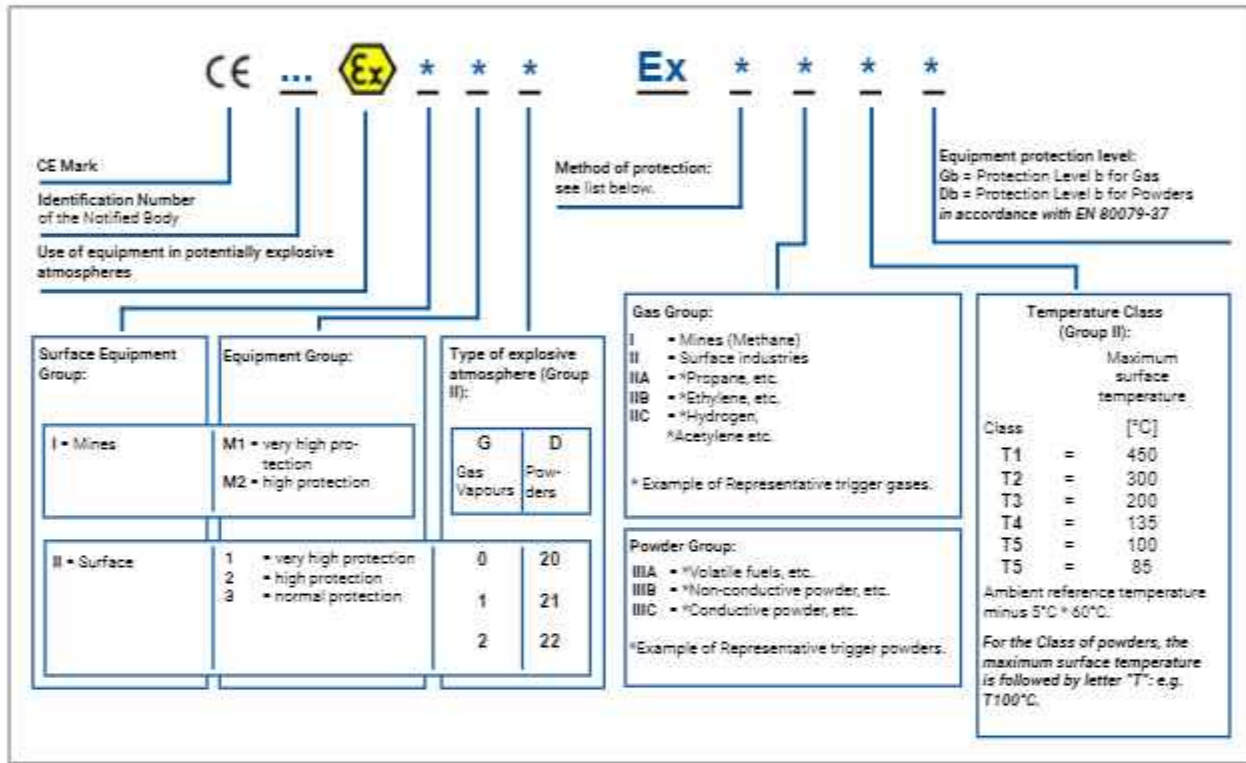 CE ... Ex * * * Ex * * * *
CE Mark
Identification Number
of the Notified Body
Use of equipment in potentially explosive
atmospheres
Method of protection:
see list below.
Equipment protection level:
Gb = Protection Level b for Gas
Db = Protection Level b for Powders
in accordance with EN 80079-37
Surface Equipment
Group:
Equipment Group:
Type of explosive
atmosphere (Group
II):
I = Mines
M1 = very high pro-
tection
M2 = high protection
G D
Gas
Vapours
Pow-
ders
II = Surface
1 = very high protection
2 = high protection
3 = normal protection
0 20
1 21
2 22
Gas Group:
I = Mines (Methane)
II = Surface industries
IIA = *Propane, etc.
IIB = *Ethylene, etc.
IIC = *Hydrogen,
*Acetylene etc.
* Example of Representative trigger gases.
Powder Group:
IIIA = *Volatile fuels, etc.
IIIB = *Non-conductive powder, etc.
IIIC = *Conductive powder, etc.
*Example of Representative trigger powders.
Temperature Class
(Group II):
Maximum
surface
temperature
Class [°C]
T1 = 450
T2 = 300
T3 = 200
T4 = 135
T5 = 100
T5 = 85
Ambient reference temperature
minus 5°C * 60°C.
For the Class of powders, the
maximum surface temperature
is followed by letter "T": e.g.
T100°C.